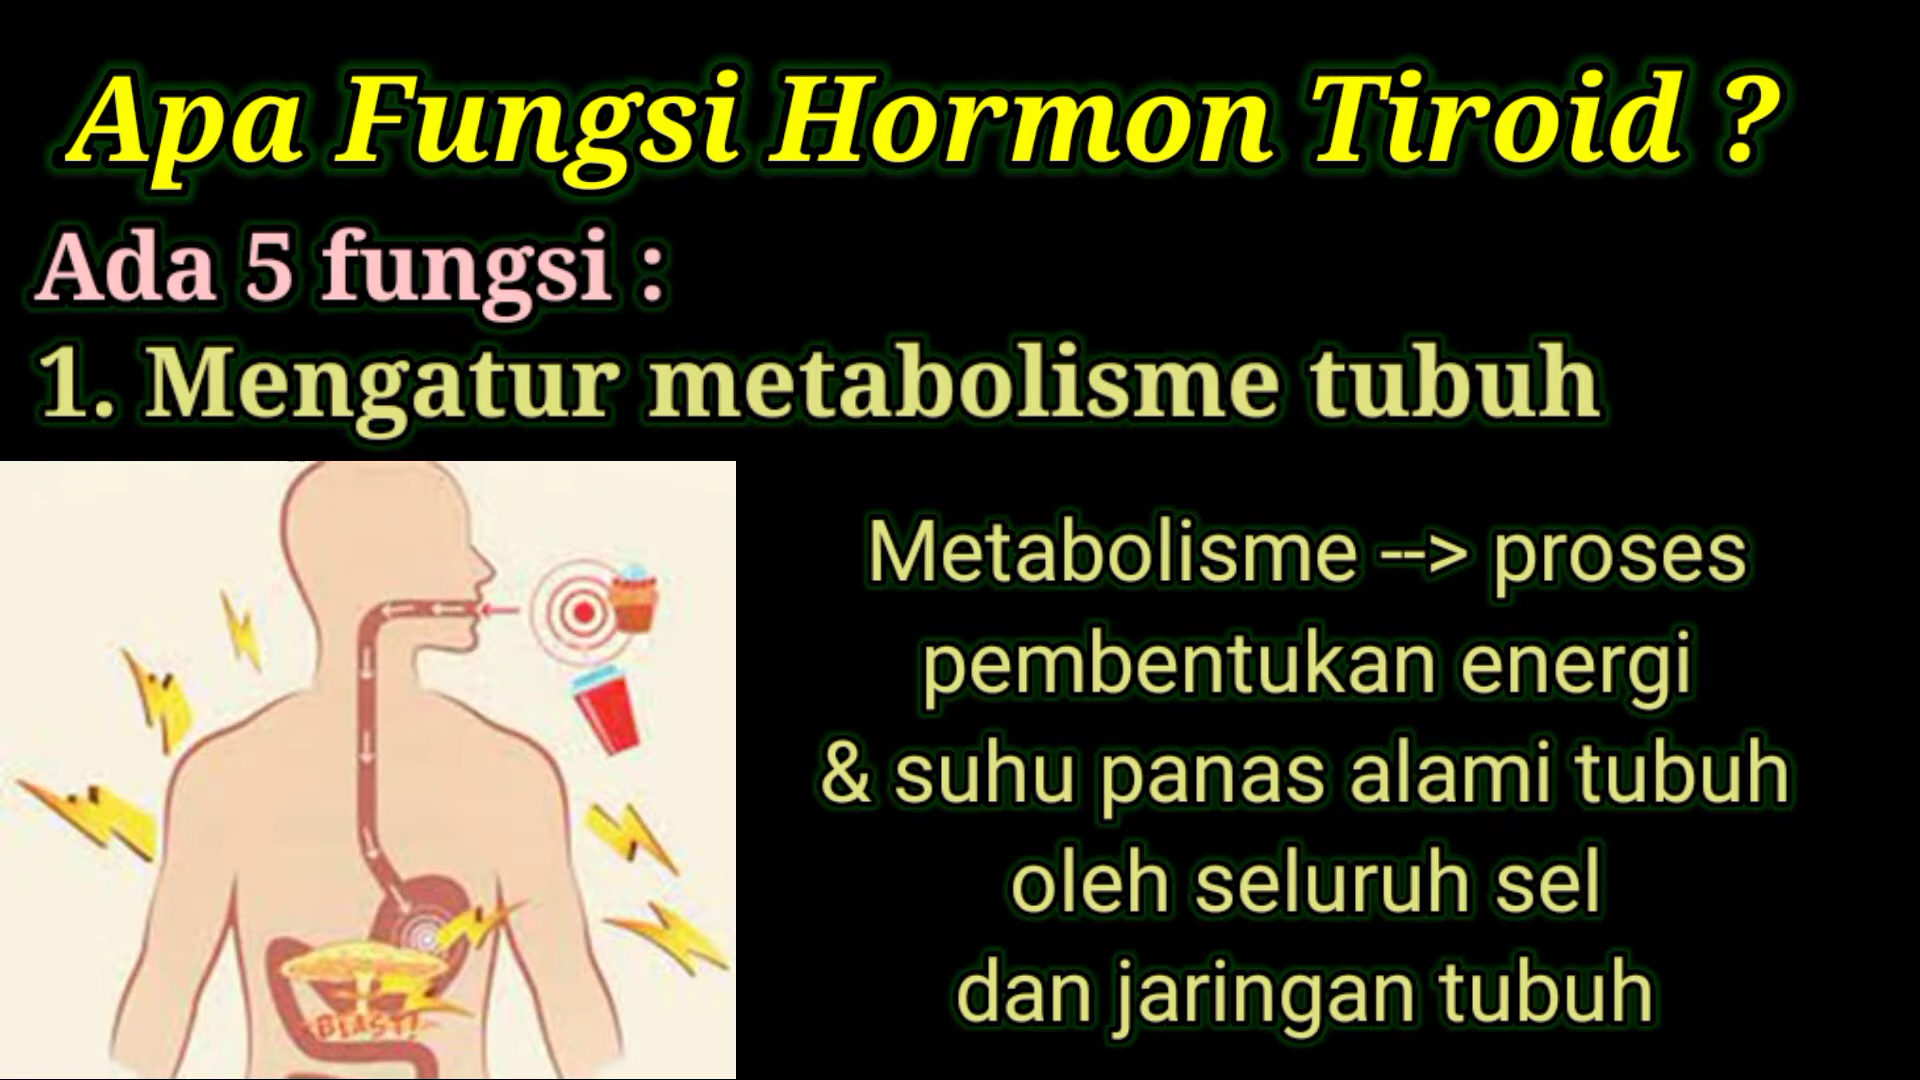 Apa Fungsi Hormon Tiroid ?
Ada 5 fungsi :
1. Mengatur metabolisme tubuh
Metabolisme --> proses
pembentukan energi
& suhu panas alami tubuh
oleh seluruh sel
dan jaringan tubuh
BLAST!